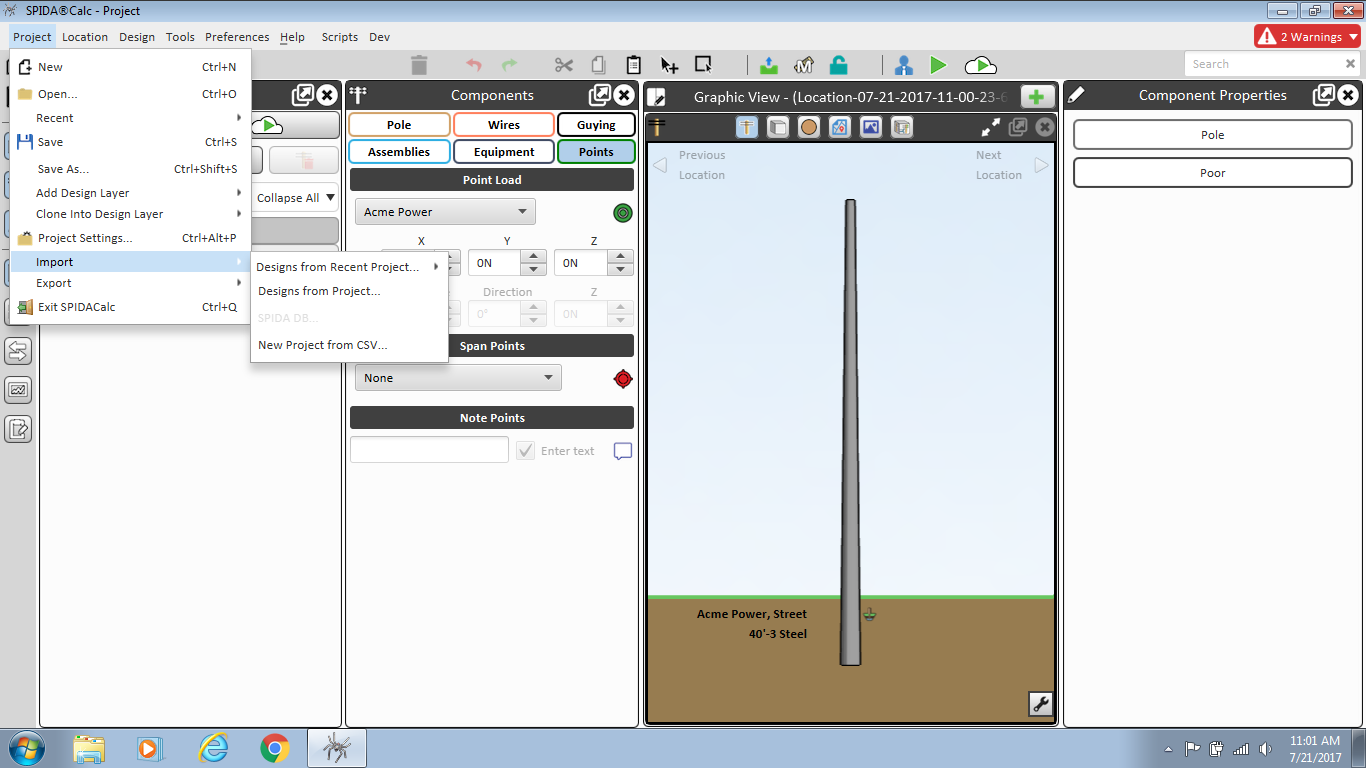 SPIDA®Calc - Project
Project Location Design Tools Preferences Help Scripts Dev
2 Warnings
Search
New Ctrl+N
Open... Ctrl+O
Recent
Save Ctrl+S
Save As... Ctrl+Shift+S
Add Design Layer
Clone Into Design Layer
Project Settings... Ctrl+Alt+P
Import
Export
Exit SPIDACalc Ctrl+Q
Designs from Recent Project...
Designs from Project...
SPIDA DB...
New Project from CSV...
Collapse All
Components
Pole Wires Guying
Assemblies Equipment Points
Point Load
Acme Power
X Y Z
0N 0N
Direction Z
0° 0N
Span Points
None
Note Points
Enter text
Graphic View - (Location-07-21-2017-11-00-23-6
Previous Location
Next Location
Acme Power, Street
40'-3 Steel
Component Properties
Pole
Poor
11:01 AM
7/21/2017